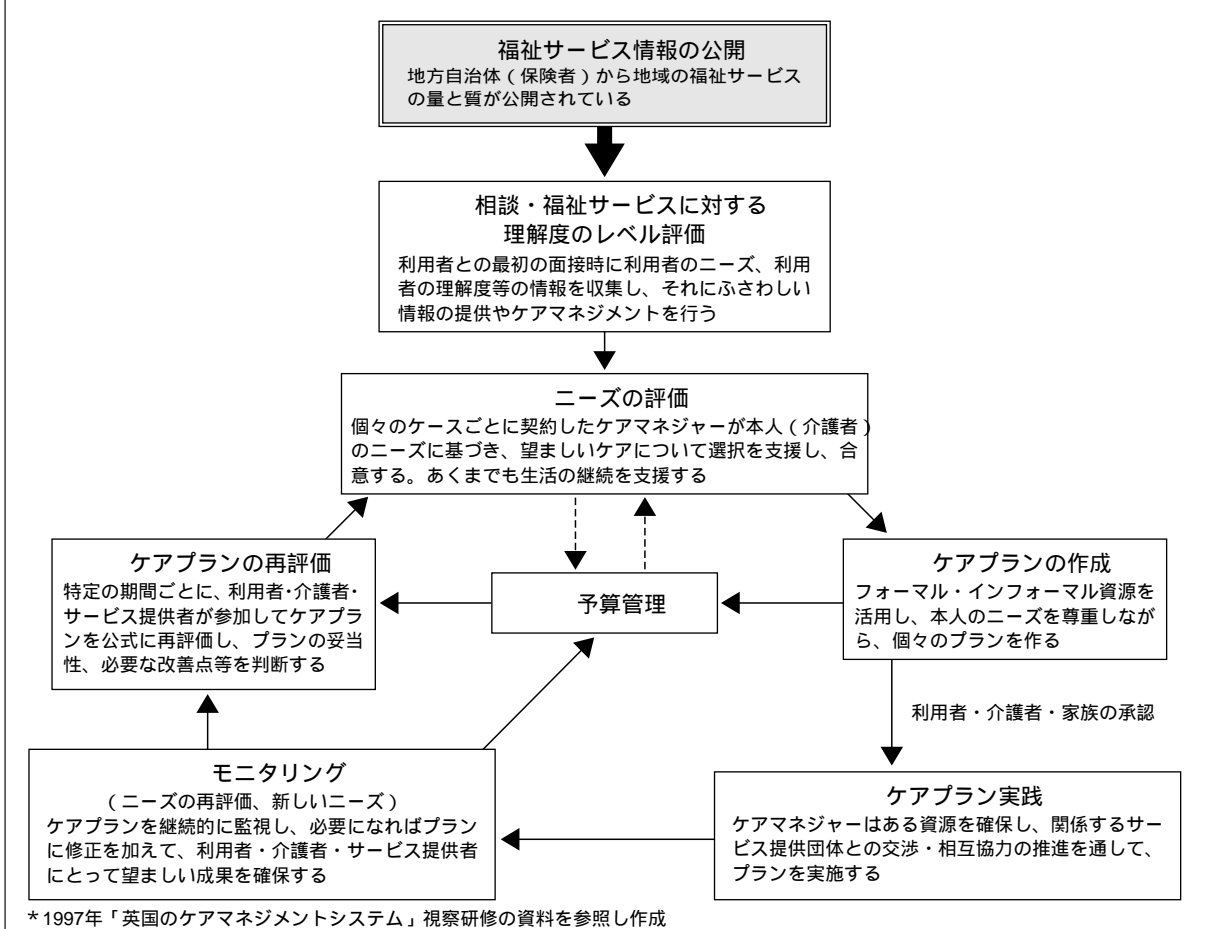 福祉サービス情報の公開
地方自治体（保険者）から地域の福祉サービス
の量と質が公開されている
相談・福祉サービスに対する
理解度のレベル評価
利用者との最初の面接時に利用者のニーズ、利用
者の理解度等の情報を収集し、それにふさわしい
情報の提供やケアマネジメントを行う
ニーズの評価
個々のケースごとに契約したケアマネジャーが本人（介護者）
のニーズに基づき、望ましいケアについて選択を支援し、合
意する。あくまでも生活の継続を支援する
ケアプランの再評価
特定の期間ごとに、利用者・介護者・
サービス提供者が参加してケアプラ
ンを公式に再評価し、プランの妥当
性、必要な改善点等を判断する
予算管理
ケアプランの作成
フォーマル・インフォーマル資源を
活用し、本人のニーズを尊重しなが
ら、個々のプランを作る
利用者・介護者・家族の承認
モニタリング
（ニーズの再評価、新しいニーズ）
ケアプランを継続的に監視し、必要になればプラン
に修正を加えて、利用者・介護者・サービス提供者
にとって望ましい成果を確保する
ケアプラン実践
ケアマネジャーはある資源を確保し、関係するサー
ビス提供団体との交渉・相互協力の推進を通して、
プランを実施する
*1997年「英国のケアマネジメントシステム」視察研修の資料を参照し作成